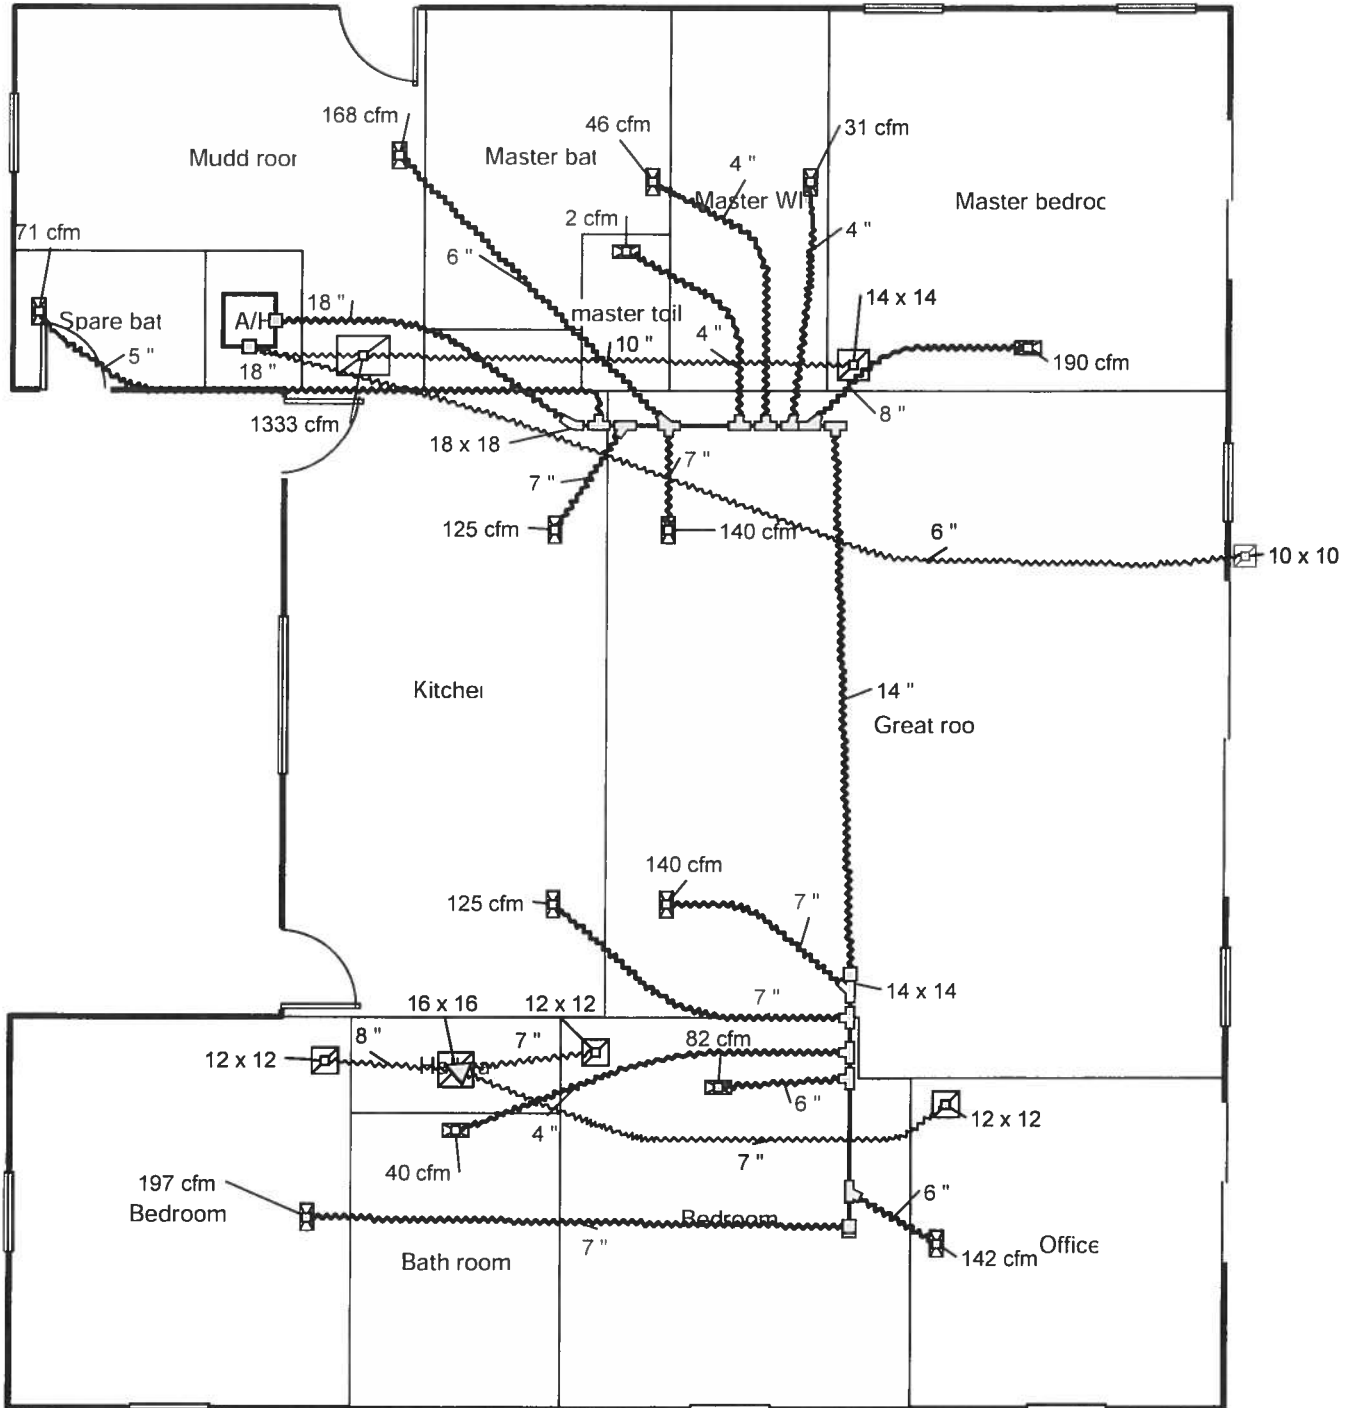 168 cfm
46 cfm
31 cfm
Mudd roor
Master bat
4 "
Master WI
Master bedroc
71 cfm
2 cfm
4 "
6 "
18 "
14 x 14
Spare bat
A/H
master toil
10 "
4 "
5 "
18 "
190 cfm
8 "
1333 cfm
18 x 18
7 "
7 "
125 cfm
140 cfm
6 "
10 x 10
Kitcher
14 "
Great roo
140 cfm
125 cfm
7 "
7 "
14 x 14
16 x 16
12 x 12
8 "
7 "
82 cfm
12 x 12
6 "
12 x 12
4 "
7 "
40 cfm
197 cfm
Bedroom
6 "
Bedroom
7 "
Bath room
142 cfm
Office